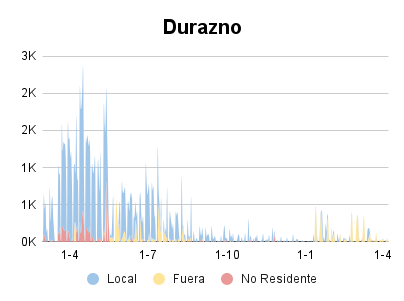 Durazno
3K
2K
2K
1K
1K
0K
1-4 1-7 1-10 1-1 1-4
Local Fuera No Residente